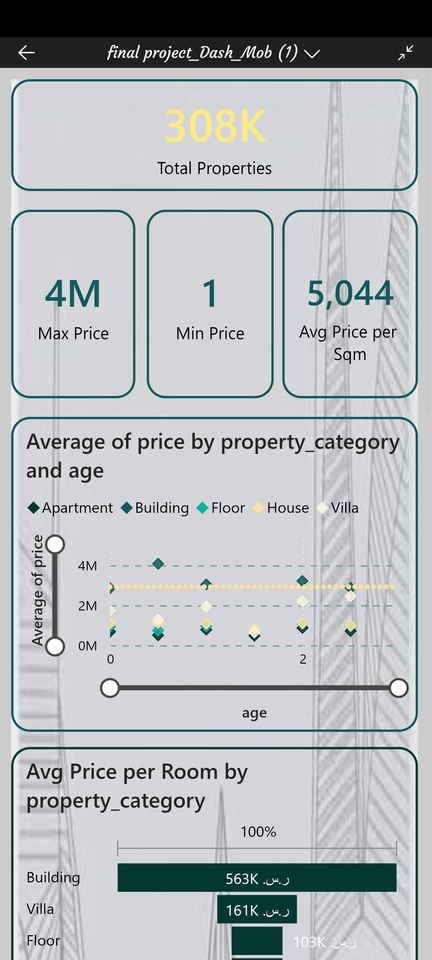 final project_Dash_Mob (1)
308K
Total Properties
4M
Max Price
1
Min Price
5,044
Avg Price per
Sqm
Average of price by property_category
and age
Apartment Building Floor House Villa
Average of price
4M
2M
0M
0 2
age
Avg Price per Room by
property_category
100%
Building 563K ر.س.
Villa 161K ر.س.
Floor 103K ر.س.